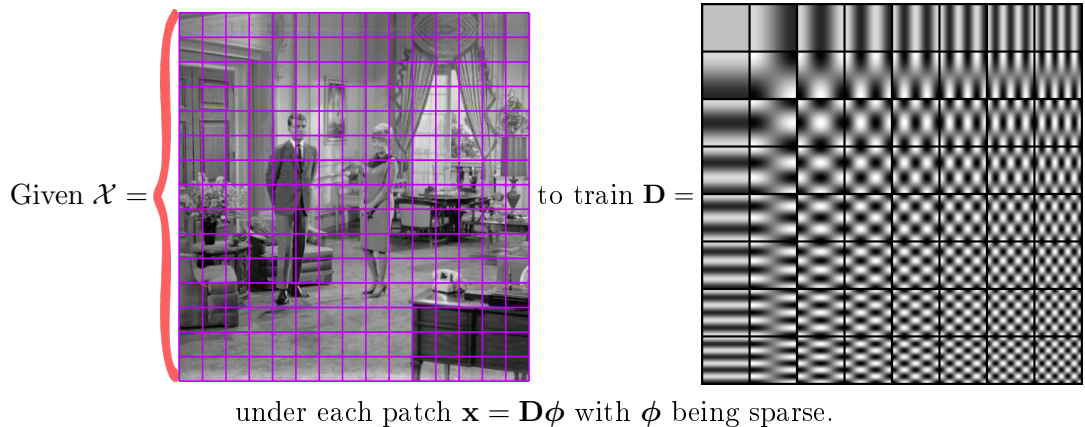 Given 𝒳 = to train D =
under each patch x = Dϕ with ϕ being sparse.